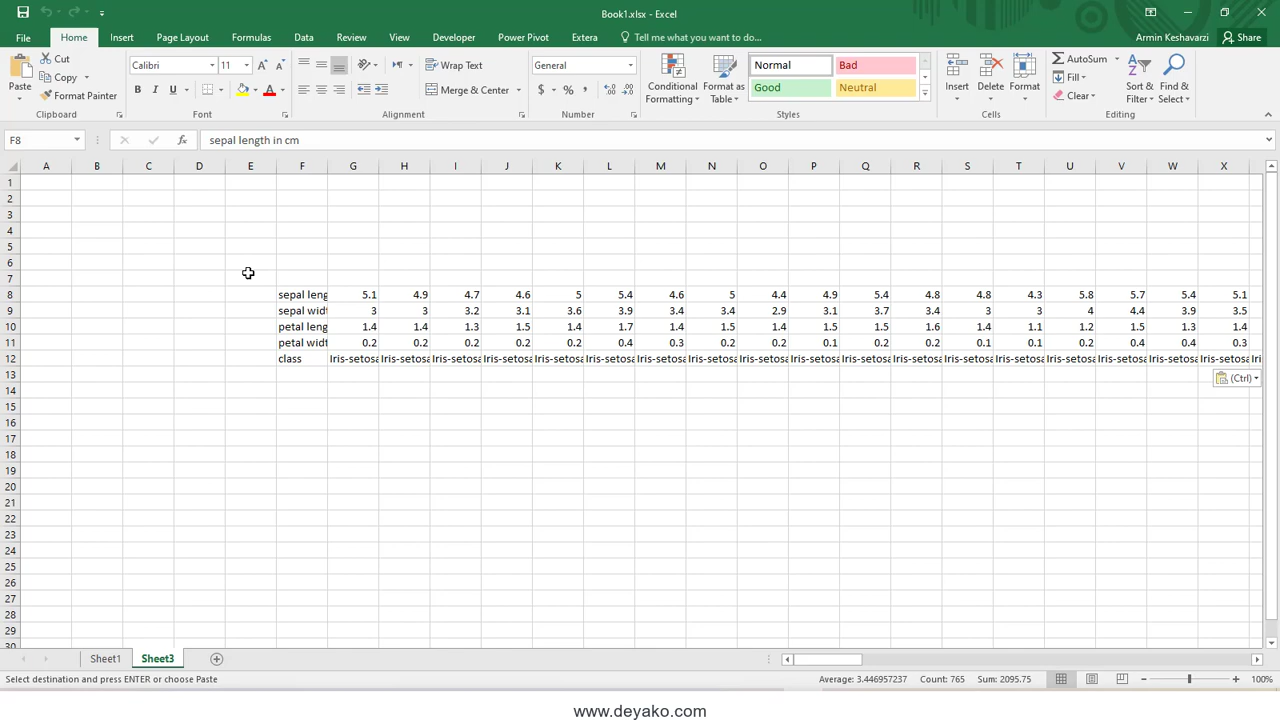 Book1.xlsx - Excel
File Home Insert Page Layout Formulas Data Review View Developer Power Pivot Extera Tell me what you want to do... Armin Keshavarzi Share
Paste
Cut
Copy
Format Painter
Clipboard
Calibri 11
B I U
Font
Wrap Text
Merge & Center
Alignment
General
$ % ,
Number
Conditional Formatting
Format as Table
Normal Bad
Good Neutral
Styles
Insert Delete Format
Cells
AutoSum
Fill
Clear
Sort & Filter
Find & Select
Editing
F8 fx sepal length in cm
A B C D E F G H I J K L M N O P Q R S T U V W X
1
2
3
4
5
6
7
8 sepal leng 5.1 4.9 4.7 4.6 5 5.4 4.6 5 4.4 4.9 5.4 4.8 4.8 4.3 5.8 5.7 5.4 5.1
9 sepal widt 3 3 3.2 3.1 3.6 3.9 3.4 3.4 2.9 3.1 3.7 3.4 3 3 4 4.4 3.9 3.5
10 petal leng 1.4 1.4 1.3 1.5 1.4 1.7 1.4 1.5 1.4 1.5 1.5 1.6 1.4 1.1 1.2 1.5 1.3 1.4
11 petal widt 0.2 0.2 0.2 0.2 0.2 0.4 0.3 0.2 0.2 0.1 0.2 0.2 0.1 0.1 0.2 0.4 0.4 0.3
12 class Iris-setosa Iris-setosa Iris-setosa Iris-setosa Iris-setosa Iris-setosa Iris-setosa Iris-setosa Iris-setosa Iris-setosa Iris-setosa Iris-setosa Iris-setosa Iris-setosa Iris-setosa Iris-setosa Iris-setosa Iris-setosa Iri
13
(Ctrl)
14
15
16
17
18
19
20
21
22
23
24
25
26
27
28
29
30
Sheet1 Sheet3
Select destination and press ENTER or choose Paste Average: 3.446957237 Count: 765 Sum: 2095.75 100%
www.deyako.com